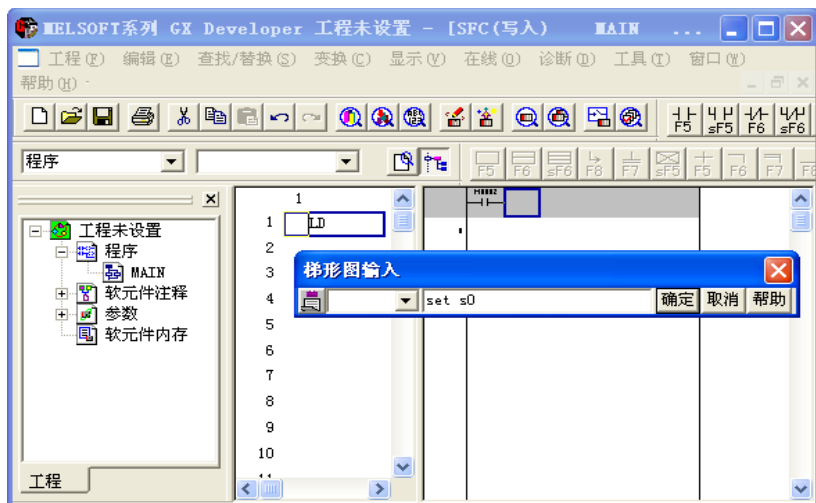 MELSOFT系列 GX Developer 工程未设置 - [SFC(写入) MAIN ...
工程(F) 编辑(E) 查找/替换(S) 变换(C) 显示(V) 在线(O) 诊断(D) 工具(T) 窗口(W)
帮助(H)
F5 sF5 F6 sF6
程序
F5 F6 sF6 F8 F7 sF5 F5 F6 F7 F8
工程未设置
程序
MAIN
软元件注释
参数
软元件内存
工程
1
1 LD
2
3
4
5
6
7
8
9
10
11
梯形图输入
set s0 确定 取消 帮助